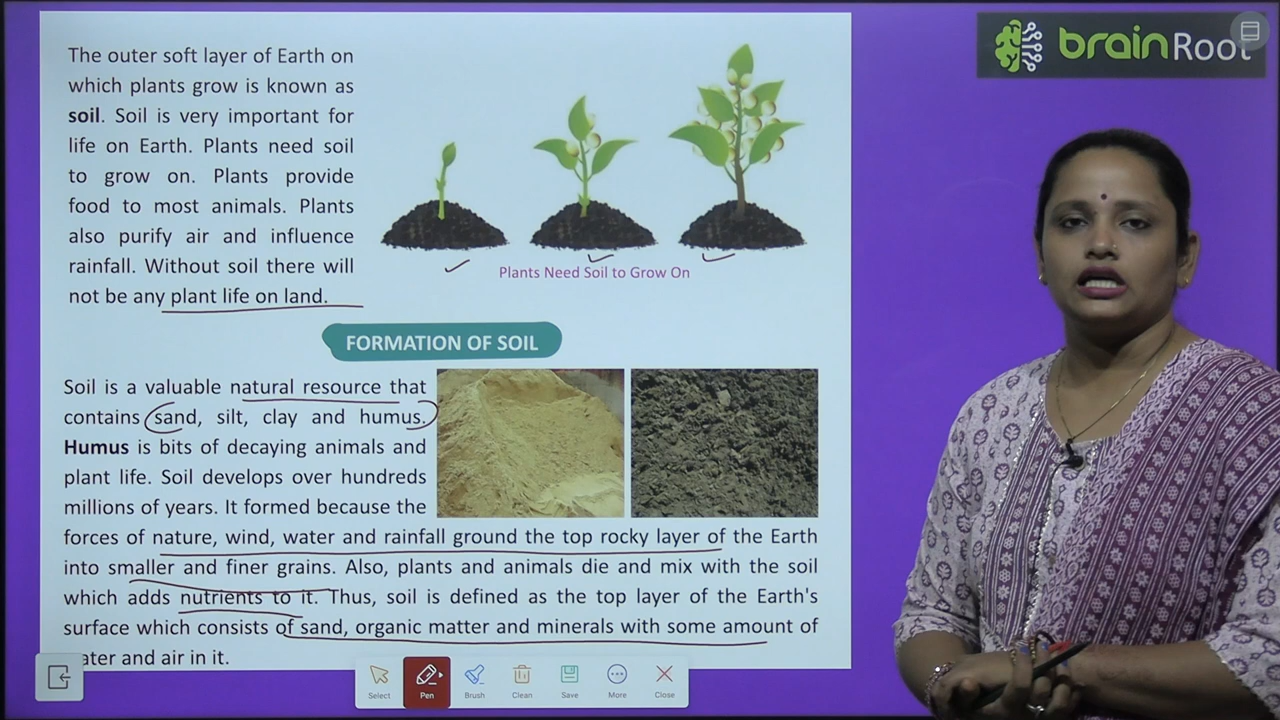 The outer soft layer of Earth on
which plants grow is known as
soil. Soil is very important for
life on Earth. Plants need soil
to grow on. Plants provide
food to most animals. Plants
also purify air and influence
rainfall. Without soil there will
not be any plant life on land.
Plants Need Soil to Grow On
FORMATION OF SOIL
Soil is a valuable natural resource that
contains sand, silt, clay and humus.
Humus is bits of decaying animals and
plant life. Soil develops over hundreds
millions of years. It formed because the
forces of nature, wind, water and rainfall ground the top rocky layer of the Earth
into smaller and finer grains. Also, plants and animals die and mix with the soil
which adds nutrients to it. Thus, soil is defined as the top layer of the Earth's
surface which consists of sand, organic matter and minerals with some amount of
ater and air in it.
Select Pen Brush Clean Save More Close
brainRoot